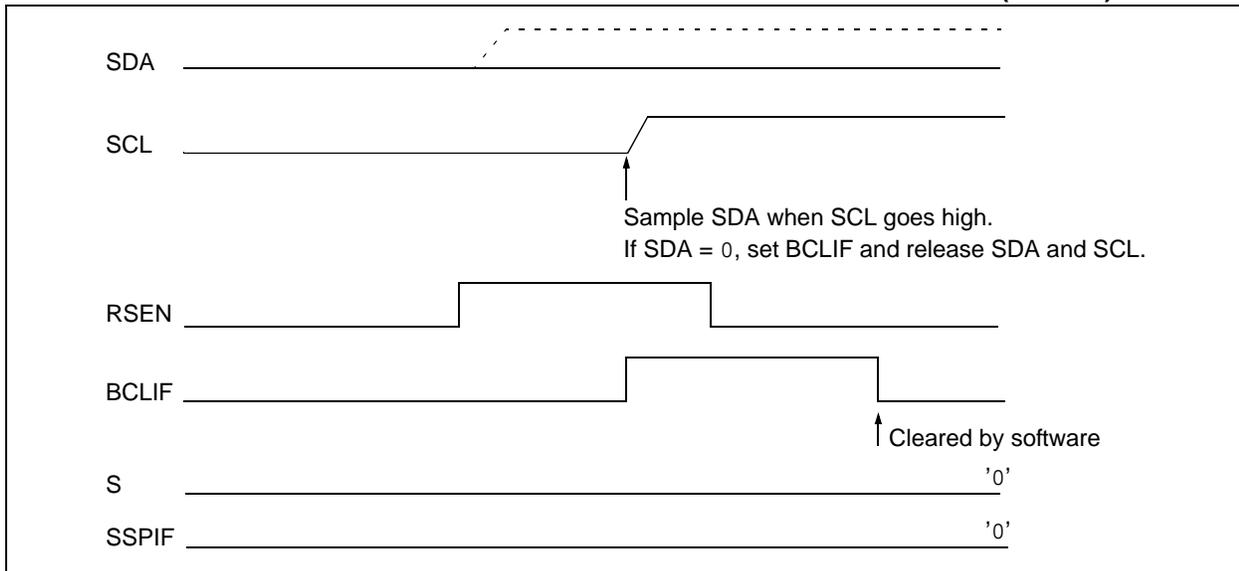 SDA
SCL
Sample SDA when SCL goes high.
If SDA = 0, set BCLIF and release SDA and SCL.
RSEN
BCLIF
Cleared by software
S '0'
SSPIF '0'